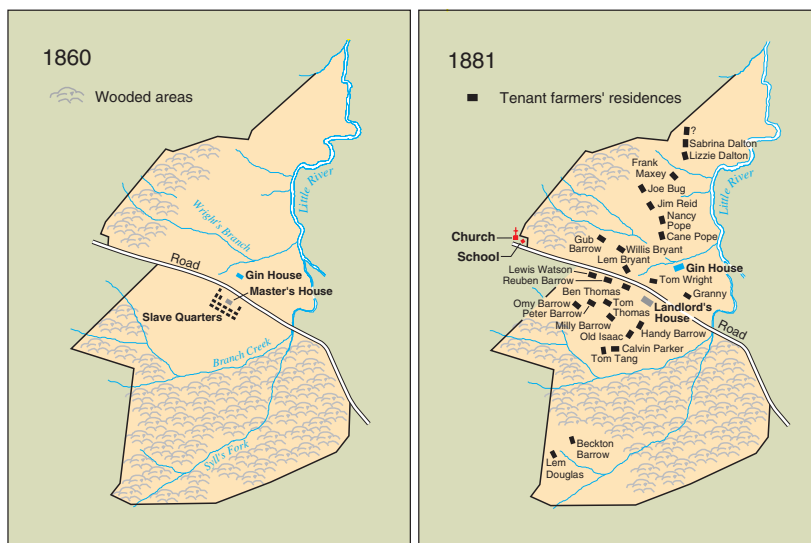 1860
Wooded areas
Little River
Wright's Branch
Road
Gin House
Master's House
Slave Quarters
Branch Creek
Syll's Fork
1881
Tenant farmers' residences
?
Sabrina Dalton
Lizzie Dalton
Frank
Maxey
Joe Bug
Little River
Jim Reid
Nancy
Pope
Cane Pope
Church
School
Gub
Barrow
Willis Bryant
Lem Bryant
Gin House
Lewis Watson
Reuben Barrow
Tom Wright
Ben Thomas
Granny
Omy Barrow
Peter Barrow
Tom
Thomas
Landlord's
House
Milly Barrow
Old Isaac
Handy Barrow
Road
Calvin Parker
Tom Tang
Beckton
Barrow
Lem
Douglas